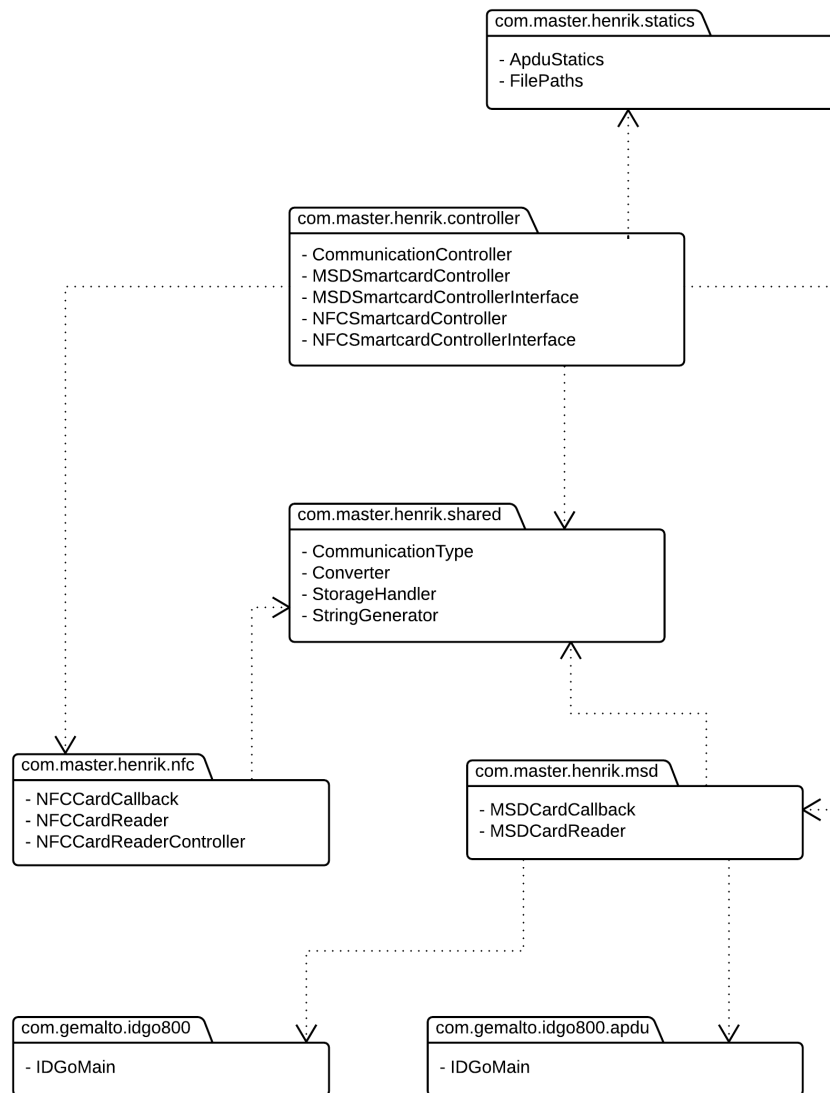 com.master.henrik.statics
- ApduStatics
- FilePaths
com.master.henrik.controller
- CommunicationController
- MSDSmartcardController
- MSDSmartcardControllerInterface
- NFCSmartcardController
- NFCSmartcardControllerInterface
com.master.henrik.shared
- CommunicationType
- Converter
- StorageHandler
- StringGenerator
com.master.henrik.nfc
- NFCCardCallback
- NFCCardReader
- NFCCardReaderController
com.master.henrik.msd
- MSDCardCallback
- MSDCardReader
com.gemalto.idgo800
- IDGoMain
com.gemalto.idgo800.apdu
- IDGoMain